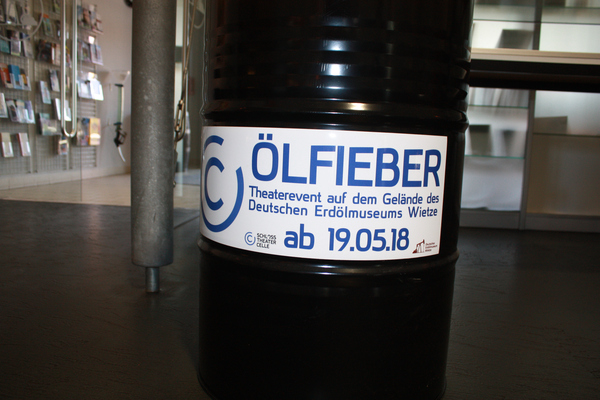 ÖLFIEBER
Theaterevent auf dem Gelände des
Deutschen Erdölmuseums Wietze
SCHLOSS
THEATER
CELLE
ab 19.05.18